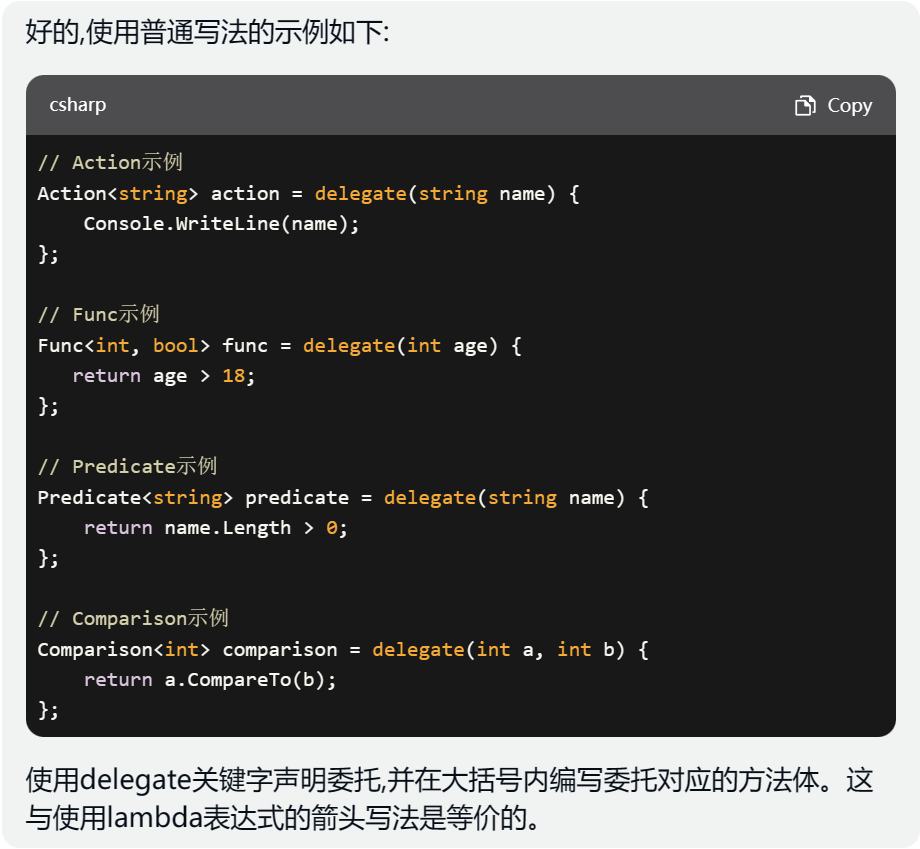 好的,使用普通写法的示例如下:
csharp
Copy
// Action示例
Action<string> action = delegate(string name) {
    Console.WriteLine(name);
};
// Func示例
Func<int, bool> func = delegate(int age) {
   return age > 18;
};
// Predicate示例
Predicate<string> predicate = delegate(string name) {
    return name.Length > 0;
};
// Comparison示例
Comparison<int> comparison = delegate(int a, int b) {
    return a.CompareTo(b);
};
使用delegate关键字声明委托,并在大括号内编写委托对应的方法体。这
与使用lambda表达式的箭头写法是等价的。